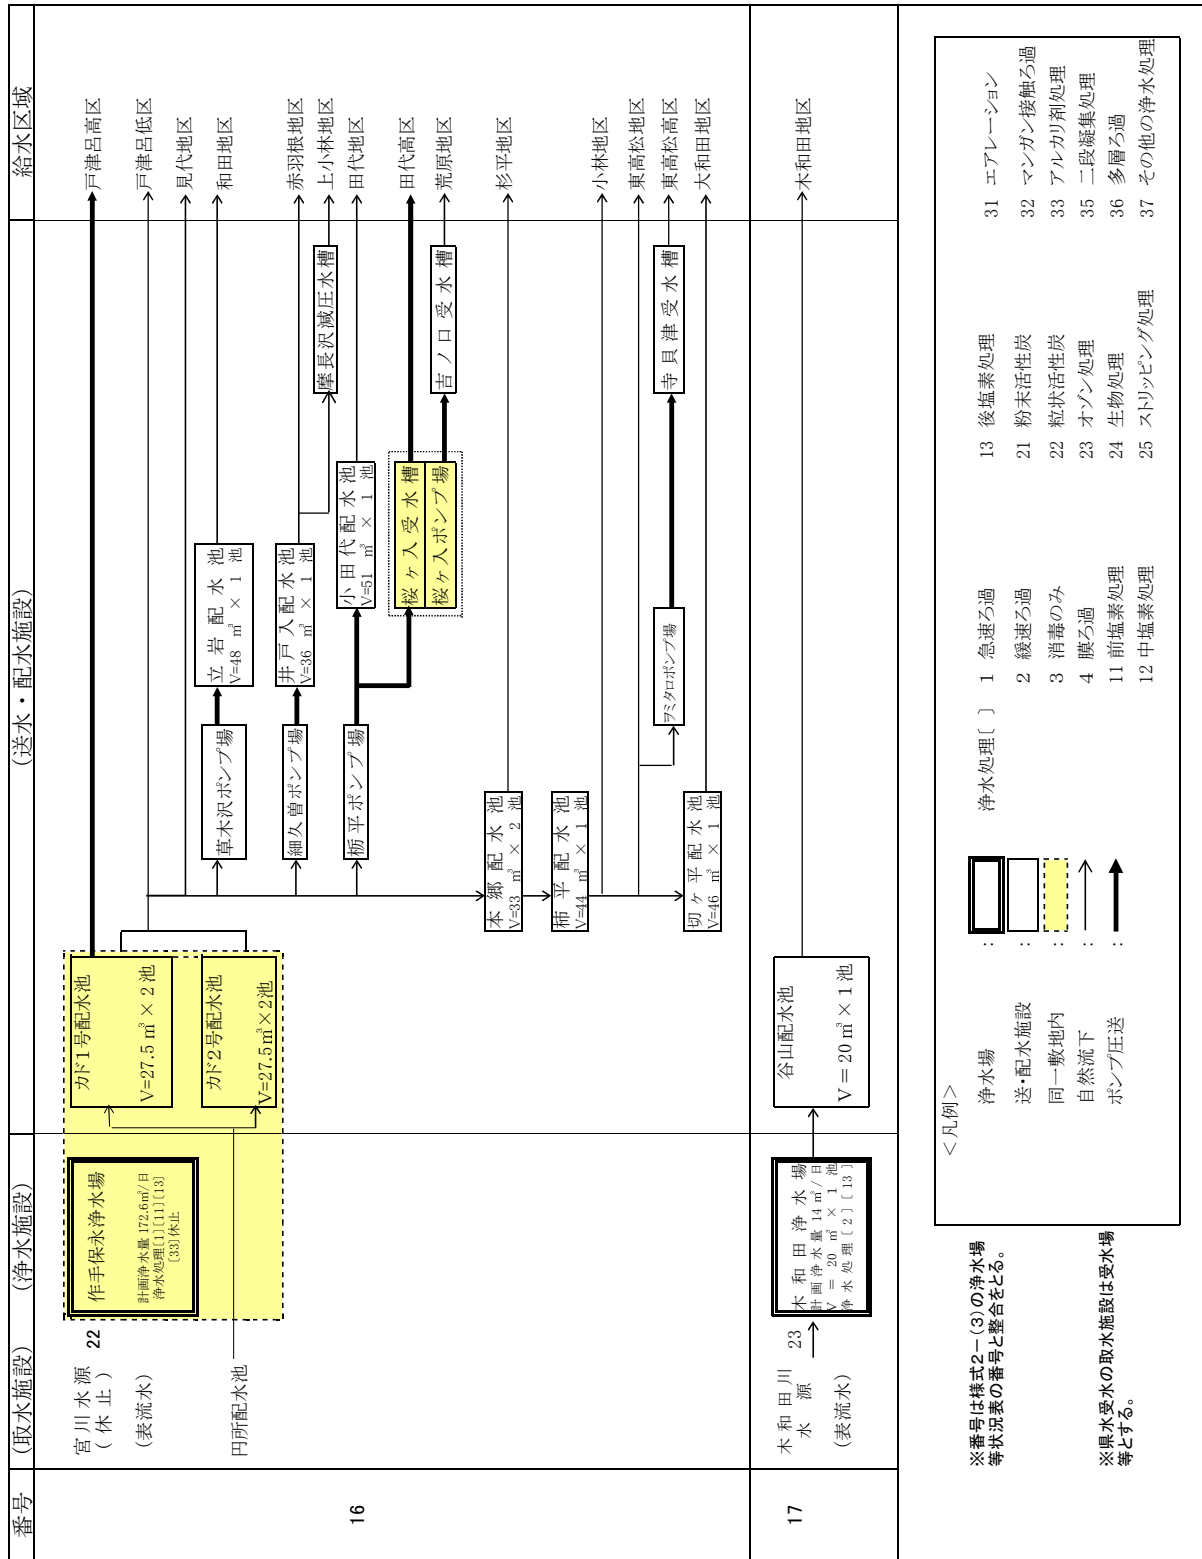 番号
(取水施設)
(浄水施設)
(送水・配水施設)
給水区域
16
宮川水源
(休止)
(表流水)
22
作手保永浄水場
計画浄水量 172.6㎥/日
浄水処理[1][11][13]
[33]休止
円所配水池
カド1号配水池
V=27.5㎥×2池
カド2号配水池
V=27.5㎥×2池
草木沢ポンプ場
立岩配水池
V=48㎥×1池
細久曽ポンプ場
井戸入配水池
V=36㎥×1池
摩長沢減圧水槽
栃平ポンプ場
小田代配水池
V=51㎥×1池
桜ヶ入受水槽
桜ヶ入ポンプ場
吉ノ口受水槽
本郷配水池
V=33㎥×2池
柿平配水池
V=44㎥×1池
ヲミタロポンプ場
寺貝津受水槽
切ヶ平配水池
V=46㎥×1池
戸津呂高区
戸津呂低区
見代地区
和田地区
赤羽根地区
上小林地区
田代地区
田代高区
荒原地区
杉平地区
小林地区
東高松地区
東高松高区
大和田地区
17
木和田川
水源
(表流水)
23
木和田浄水場
計画浄水量14㎥/日
V=20㎥×1池
浄水処理[2][13]
谷山配水池
V=20㎥×1池
木和田地区
※番号は様式2-(3)の浄水場
等状況表の番号と整合をとる。
※県水受水の取水施設は受水場
等とする。
<凡例>
浄水場 :
送・配水施設 :
同一敷地内 :
自然流下 :
ポンプ圧送 :
浄水処理[ ]
1 急速ろ過
2 緩速ろ過
3 消毒のみ
4 膜ろ過
11 前塩素処理
12 中塩素処理
13 後塩素処理
21 粉末活性炭
22 粒状活性炭
23 オゾン処理
24 生物処理
25 ストリッピング処理
31 エアレーション
32 マンガン接触ろ過
33 アルカリ剤処理
35 二段凝集処理
36 多層ろ過
37 その他の浄水処理